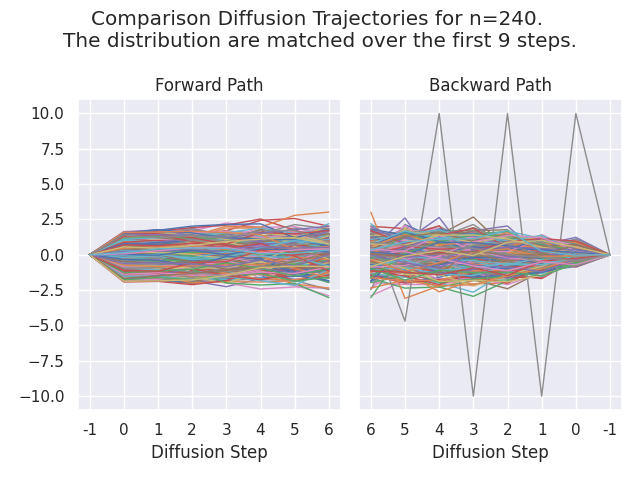 Comparison Diffusion Trajectories for n=240.
The distribution are matched over the first 9 steps.
Forward Path
Backward Path
10.0
7.5
5.0
2.5
0.0
−2.5
−5.0
−7.5
−10.0
-1 0 1 2 3 4 5 6
6 5 4 3 2 1 0 -1
Diffusion Step
Diffusion Step